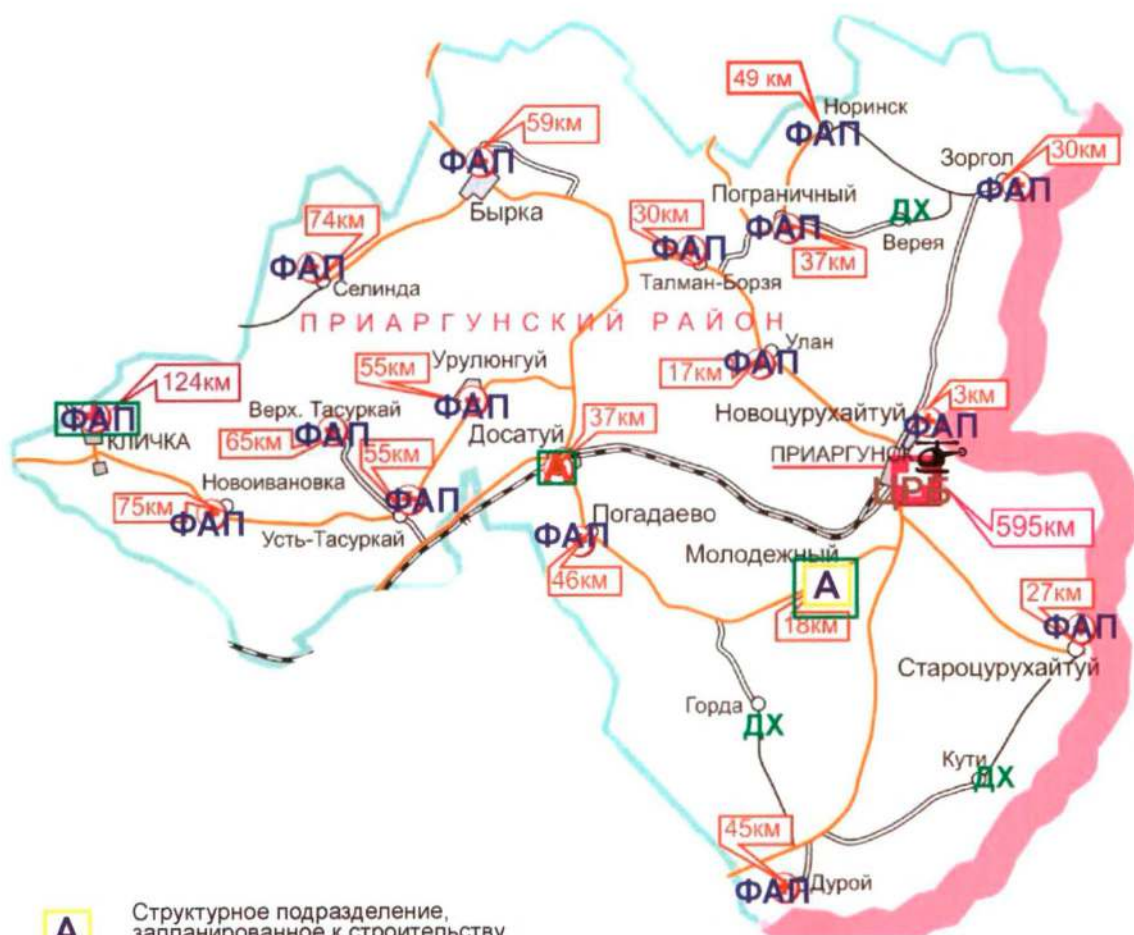 49 км
Норинск
ФАП
59км
ФАП
Бырка
Зоргол
30км
ФАП
Пограничный
ДХ
ФАП
Верея
37км
30км
ФАП
Талман-Борзя
74км
ФАП
Селинда
ПРИАРГУНСКИЙ РАЙОН
Улан
17км
ФАП
124км
ФАП
КЛИЧКА
Урулюнгуй
55км
ФАП
Верх. Тасуркай
65км
ФАП
Досатуй
37км
А
Новоцурухайтуй
3км
ФАП
ПРИАРГУНСК
ЦРБ
595км
55км
ФАП
Новоивановка
75км
ФАП
Усть-Тасуркай
Погадаево
ФАП
46км
Молодежный
А
18км
27км
ФАП
Староцурухайтуй
Горда
ДХ
Кути
ДХ
45км
ФАП
Дурой
А
Структурное подразделение,
запланированное к строительству